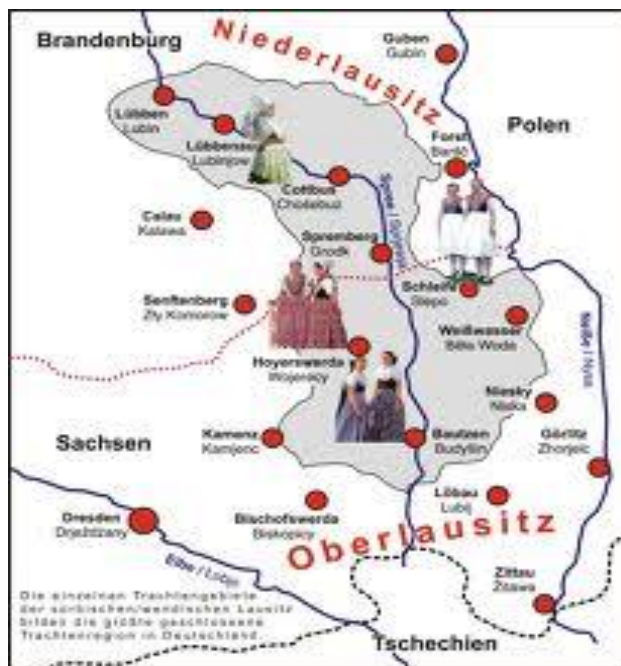 Brandenburg
Niederlausitz
Guben
Gubin
Lübben
Lubin
Lübbenau
Lubnjow
Forst
Polen
Cottbus
Chośebuz
Calau
Kalawa
Spree /
Spremberg
Grodk
Schleife
Slepo
Senftenberg
Zły Komorow
Weißwasser
Běła Woda
Neiße / Nysa
Hoyerswerda
Wojerecy
Niesky
Niska
Sachsen
Kamenz
Kamjenc
Bautzen
Budyšin
Görlitz
Zhorjelc
Dresden
Drježdźany
Bischofswerda
Biskopicy
Löbau
Lubij
Oberlausitz
Elbe / Łobjo
Zittau
Žitawa
Die einzelnen Trachtengebiete
der sorbischen/wendischen Lausitz
bilden die größte geschlossene
Trachtenregion in Deutschland.
Tschechien